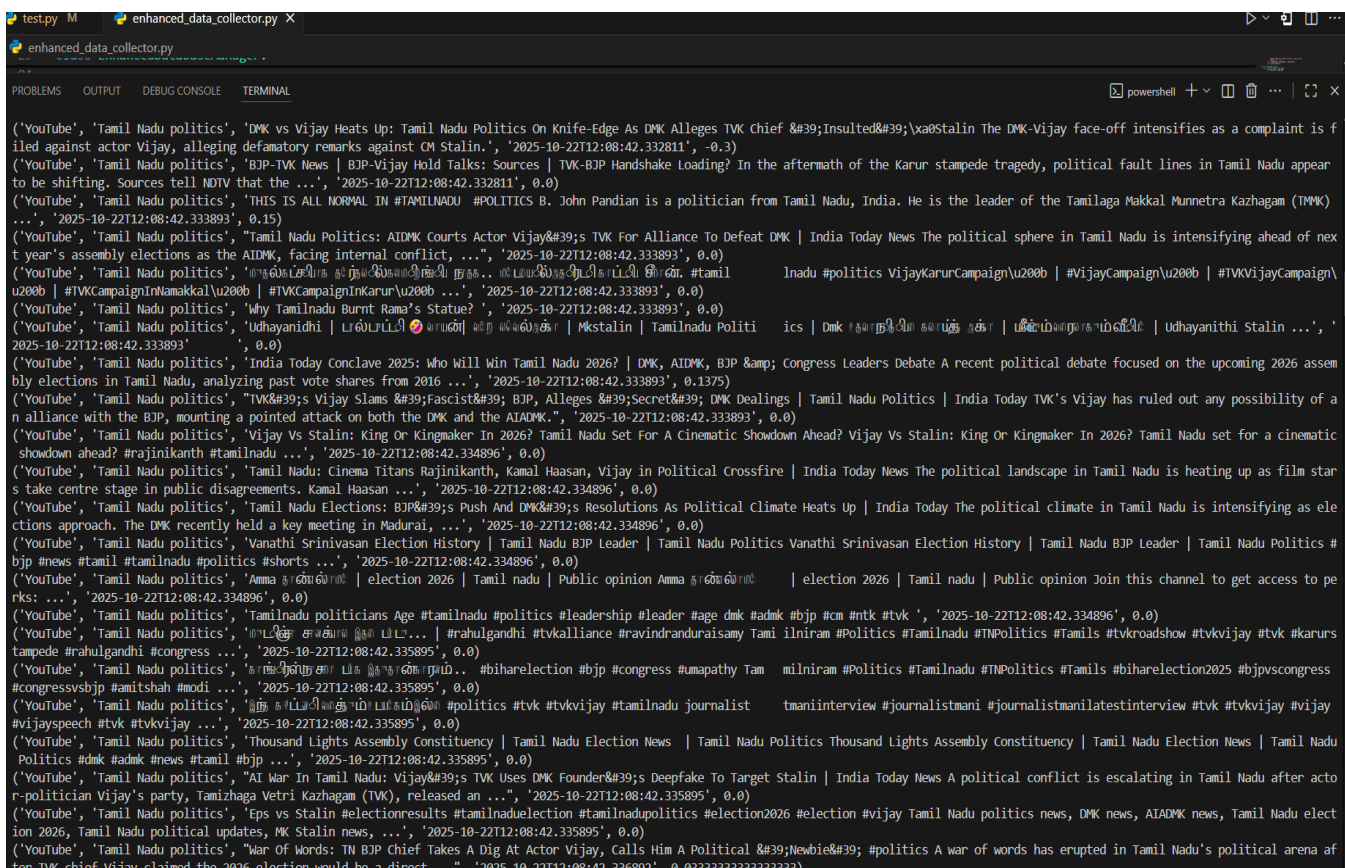 test.py M enhanced_data_collector.py ×
enhanced_data_collector.py
PROBLEMS OUTPUT DEBUG CONSOLE TERMINAL powershell
('YouTube', 'Tamil Nadu politics', 'DMK vs Vijay Heats Up: Tamil Nadu Politics On Knife-Edge As DMK Alleges TVK Chief &#39;Insulted&#39;\xa0Stalin The DMK-Vijay face-off intensifies as a complaint is f
iled against actor Vijay, alleging defamatory remarks against CM Stalin.', '2025-10-22T12:08:42.332811', -0.3)
('YouTube', 'Tamil Nadu politics', 'BJP-TVK News | BJP-Vijay Hold Talks: Sources | TVK-BJP Handshake Loading? In the aftermath of the Karur stampede tragedy, political fault lines in Tamil Nadu appear
to be shifting. Sources tell NDTV that the ...', '2025-10-22T12:08:42.332811', 0.0)
('YouTube', 'Tamil Nadu politics', 'THIS IS ALL NORMAL IN #TAMILNADU #POLITICS B. John Pandian is a politician from Tamil Nadu, India. He is the leader of the Tamilaga Makkal Munnetra Kazhagam (TMMK)
...', '2025-10-22T12:08:42.333893', 0.15)
('YouTube', 'Tamil Nadu politics', "Tamil Nadu Politics: AIDMK Courts Actor Vijay&#39;s TVK For Alliance To Defeat DMK | India Today News The political sphere in Tamil Nadu is intensifying ahead of nex
t year's assembly elections as the AIDMK, facing internal conflict, ...", '2025-10-22T12:08:42.333893', 0.0)
('YouTube', 'Tamil Nadu politics', #tamil lnadu #politics VijayKarurCampaign\u200b | #VijayCampaign\u200b | #TVKVijayCampaign\
u200b | #TVKCampaignInNamakkal\u200b | #TVKCampaignInKarur\u200b ...', '2025-10-22T12:08:42.333893', 0.0)
('YouTube', 'Tamil Nadu politics', 'Why Tamilnadu Burnt Rama's Statue? ', '2025-10-22T12:08:42.333893', 0.0)
('YouTube', 'Tamil Nadu politics', 'Udhayanidhi | 🤣 | Mkstalin | Tamilnadu Politi ics | Dmk | Udhayanithi Stalin ...', '
2025-10-22T12:08:42.333893' ', 0.0)
('YouTube', 'Tamil Nadu politics', 'India Today Conclave 2025: Who Will Win Tamil Nadu 2026? | DMK, AIDMK, BJP &amp; Congress Leaders Debate A recent political debate focused on the upcoming 2026 assem
bly elections in Tamil Nadu, analyzing past vote shares from 2016 ...', '2025-10-22T12:08:42.333893', 0.1375)
('YouTube', 'Tamil Nadu politics', "TVK&#39;s Vijay Slams &#39;Fascist&#39; BJP, Alleges &#39;Secret&#39; DMK Dealings | Tamil Nadu Politics | India Today TVK's Vijay has ruled out any possibility of a
n alliance with the BJP, mounting a pointed attack on both the DMK and the AIADMK.", '2025-10-22T12:08:42.333893', 0.0)
('YouTube', 'Tamil Nadu politics', 'Vijay Vs Stalin: King Or Kingmaker In 2026? Tamil Nadu Set For A Cinematic Showdown Ahead? Vijay Vs Stalin: King Or Kingmaker In 2026? Tamil Nadu set for a cinematic
showdown ahead? #rajinikanth #tamilnadu ...', '2025-10-22T12:08:42.334896', 0.0)
('YouTube', 'Tamil Nadu politics', 'Tamil Nadu: Cinema Titans Rajinikanth, Kamal Haasan, Vijay in Political Crossfire | India Today News The political landscape in Tamil Nadu is heating up as film star
s take centre stage in public disagreements. Kamal Haasan ...', '2025-10-22T12:08:42.334896', 0.0)
('YouTube', 'Tamil Nadu politics', 'Tamil Nadu Elections: BJP&#39;s Push And DMK&#39;s Resolutions As Political Climate Heats Up | India Today The political climate in Tamil Nadu is intensifying as ele
ctions approach. The DMK recently held a key meeting in Madurai, ...', '2025-10-22T12:08:42.334896', 0.0)
('YouTube', 'Tamil Nadu politics', 'Vanathi Srinivasan Election History | Tamil Nadu BJP Leader | Tamil Nadu Politics Vanathi Srinivasan Election History | Tamil Nadu BJP Leader | Tamil Nadu Politics #
bjp #news #tamil #tamilnadu #politics #shorts ...', '2025-10-22T12:08:42.334896', 0.0)
('YouTube', 'Tamil Nadu politics', 'Amma | election 2026 | Tamil nadu | Public opinion Amma | election 2026 | Tamil nadu | Public opinion Join this channel to get access to pe
rks: ...', '2025-10-22T12:08:42.334896', 0.0)
('YouTube', 'Tamil Nadu politics', 'Tamilnadu politicians Age #tamilnadu #politics #leadership #leader #age dmk #admk #bjp #cm #ntk #tvk ', '2025-10-22T12:08:42.334896', 0.0)
('YouTube', 'Tamil Nadu politics', ... | #rahulgandhi #tvkalliance #ravindranduraisamy Tami ilniram #Politics #Tamilnadu #TNPolitics #Tamils #tvkroadshow #tvkvijay #tvk #karurs
tampede #rahulgandhi #congress ...', '2025-10-22T12:08:42.335895', 0.0)
('YouTube', 'Tamil Nadu politics', #biharelection #bjp #congress #umapathy Tam milniram #Politics #Tamilnadu #TNPolitics #Tamils #biharelection2025 #bjpvscongress
#congressvsbjp #amitshah #modi ...', '2025-10-22T12:08:42.335895', 0.0)
('YouTube', 'Tamil Nadu politics', #politics #tvk #tvkvijay #tamilnadu journalist tmaniinterview #journalistmani #journalistmanilatestinterview #tvk #tvkvijay #vijay
#vijayspeech #tvk #tvkvijay ...', '2025-10-22T12:08:42.335895', 0.0)
('YouTube', 'Tamil Nadu politics', 'Thousand Lights Assembly Constituency | Tamil Nadu Election News | Tamil Nadu Politics Thousand Lights Assembly Constituency | Tamil Nadu Election News | Tamil Nadu
Politics #dmk #admk #news #tamil #bjp ...', '2025-10-22T12:08:42.335895', 0.0)
('YouTube', 'Tamil Nadu politics', "AI War In Tamil Nadu: Vijay&#39;s TVK Uses DMK Founder&#39;s Deepfake To Target Stalin | India Today News A political conflict is escalating in Tamil Nadu after acto
r-politician Vijay's party, Tamizhaga Vetri Kazhagam (TVK), released an ...", '2025-10-22T12:08:42.335895', 0.0)
('YouTube', 'Tamil Nadu politics', 'Eps vs Stalin #electionresults #tamilnaduelection #tamilnadupolitics #election2026 #election #vijay Tamil Nadu politics news, DMK news, AIADMK news, Tamil Nadu elect
ion 2026, Tamil Nadu political updates, MK Stalin news, ...', '2025-10-22T12:08:42.335895', 0.0)
('YouTube', 'Tamil Nadu politics', "War Of Words: TN BJP Chief Takes A Dig At Actor Vijay, Calls Him A Political &#39;Newbie&#39; #politics A war of words has erupted in Tamil Nadu's political arena af
ter TVK chief Vijay claimed the 2026 election would be a direct ...", '2025-10-22T12:08:42.336892',